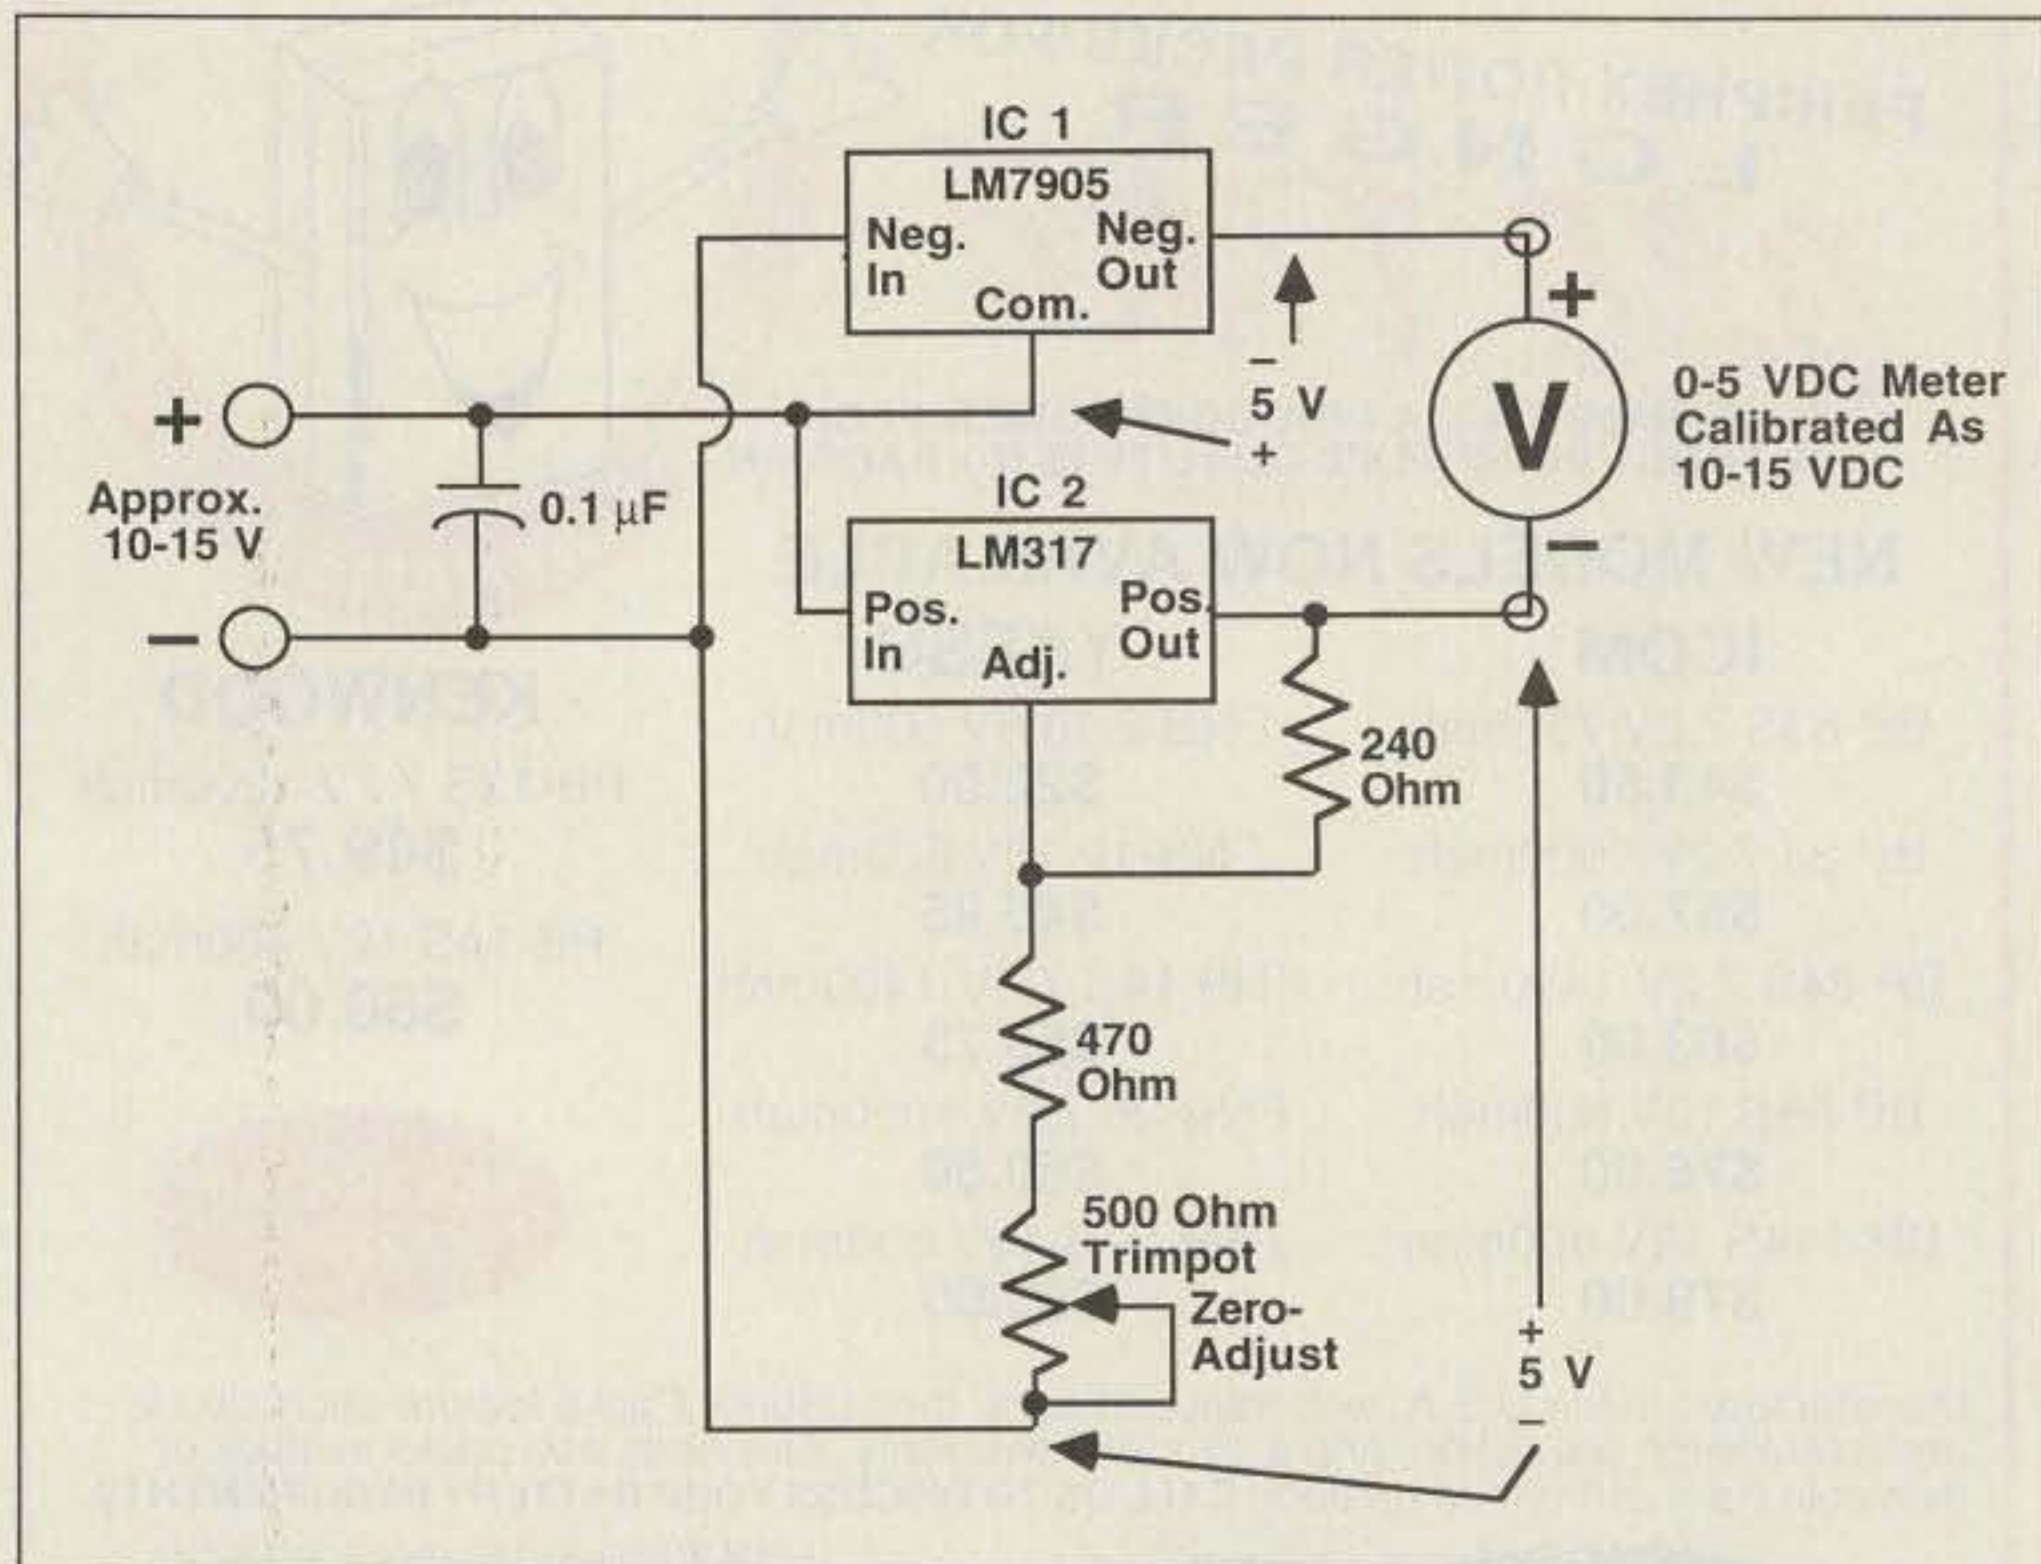 IC 1
LM7905
Neg.
In
Neg.
Out
Com.
+
Approx.
10-15 V
−
0.1 µF
−
5 V
+
+
V
−
0-5 VDC Meter
Calibrated As
10-15 VDC
IC 2
LM317
Pos.
In
Pos.
Out
Adj.
240
Ohm
470
Ohm
500 Ohm
Trimpot
Zero-
Adjust
+
5 V
−